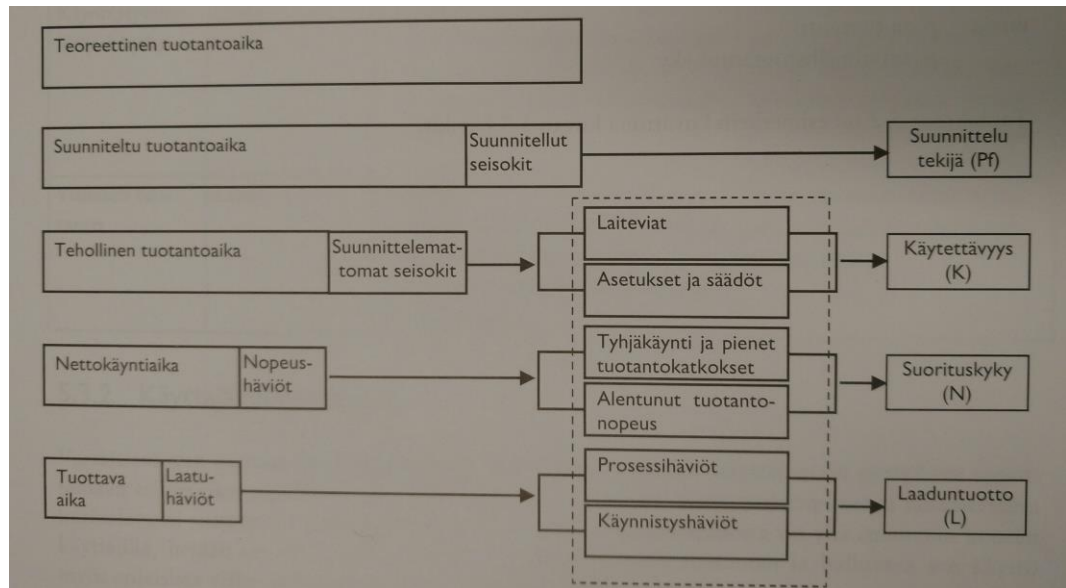 Teoreettinen tuotantoaika
Suunniteltu tuotantoaika
Suunnitellut
seisokit
Suunnittelu
tekijä (Pf)
Tehollinen tuotantoaika
Suunnittelemat-
tomat seisokit
Laiteviat
Asetukset ja säädöt
Käytettävyys
(K)
Nettokäyntiaika
Nopeus-
häviöt
Tyhjäkäynti ja pienet
tuotantokatkokset
Alentunut tuotanto-
nopeus
Suorituskyky
(N)
Tuottava
aika
Laatu-
häviöt
Prosessihäviöt
Käynnistyshäviöt
Laaduntuotto
(L)